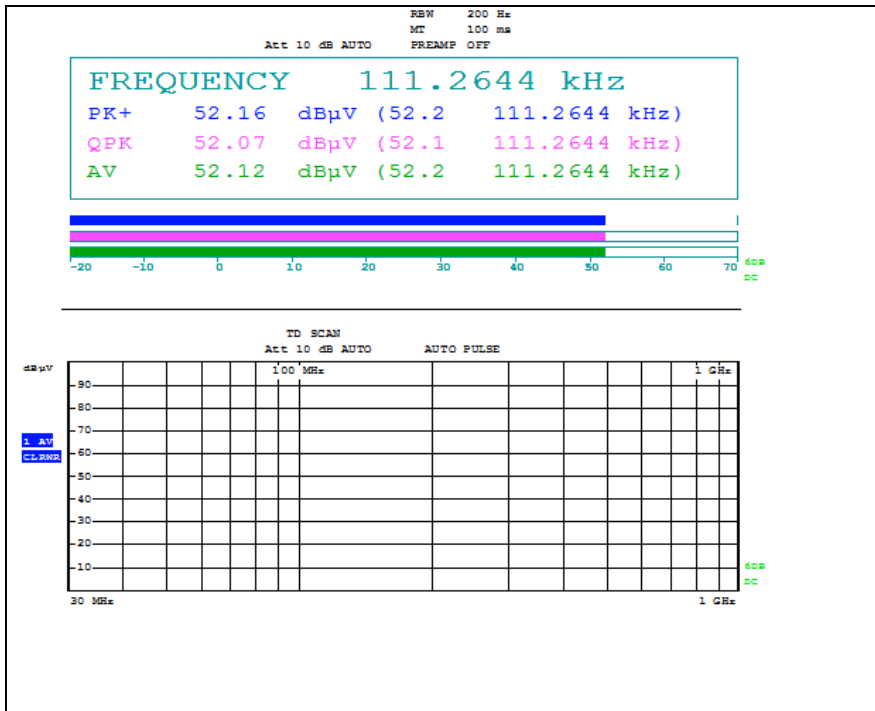 RBW 200 Hz
MT 100 ms
Att 10 dB AUTO PREAMP OFF
FREQUENCY 111.2644 kHz
PK+ 52.16 dBµV (52.2 111.2644 kHz)
QPK 52.07 dBµV (52.1 111.2644 kHz)
AV 52.12 dBµV (52.2 111.2644 kHz)
-20 -10 0 10 20 30 40 50 60 70
6DB
DC
TD SCAN
Att 10 dB AUTO AUTO PULSE
dBµV
100 MHz 1 GHz
90
80
70
1 AV
CLRWR
60
50
40
30
20
10
6DB
DC
30 MHz 1 GHz